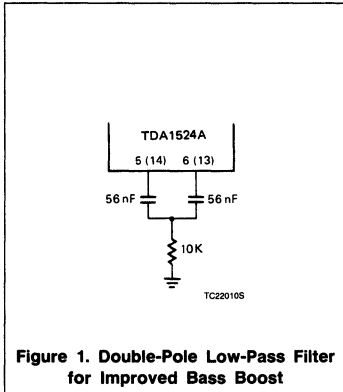 TDA1524A
5 (14) 6 (13)
56 nF 56 nF
10K
TC22010S
Figure 1. Double-Pole Low-Pass Filter
for Improved Bass Boost